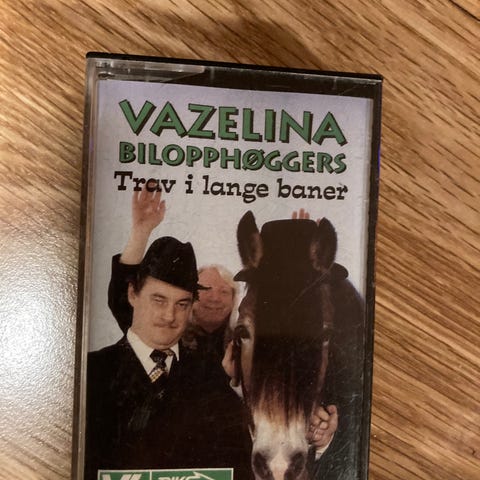 VAZELINA
BILOPPHØGGERS
Trav i lange baner